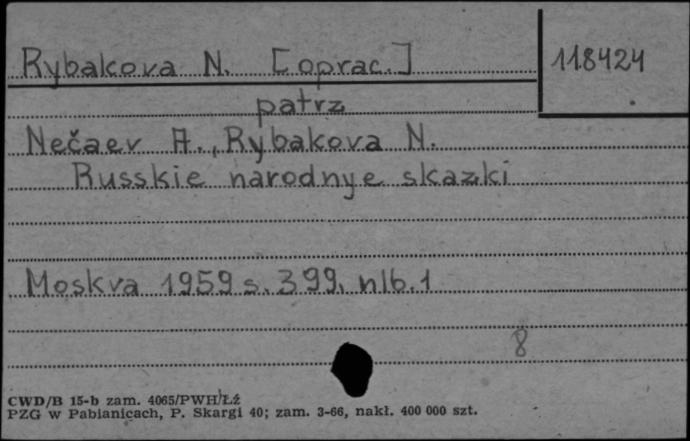 Rybakova N. [oprac.] 118424
patrz
Nečaev A., Rybakova N.
Russkie narodnye skazki
Moskva 1959 s. 399, nlb. 1
8
CWD/B 15-b zam. 4065/PWH/Łź
PZG w Pabianicach, P. Skargi 40; zam. 3-66, nakł. 400 000 szt.